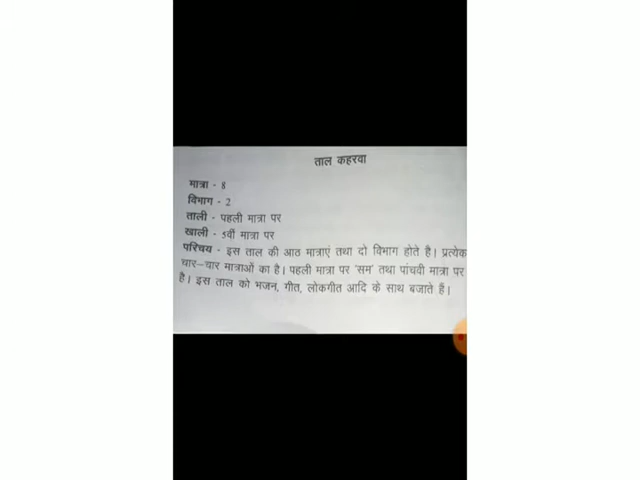 ताल कहरवा
मात्रा - 8
विभाग - 2
ताली - पहली मात्रा पर
खाली - 5वीं मात्रा पर
परिचय - इस ताल की आठ मात्राएं तथा दो विभाग होते है। प्रत्येक
चार–चार मात्राओं का है। पहली मात्रा पर 'सम' तथा पांचवी मात्रा पर
है। इस ताल को भजन, गीत, लोकगीत आदि के साथ बजाते हैं।